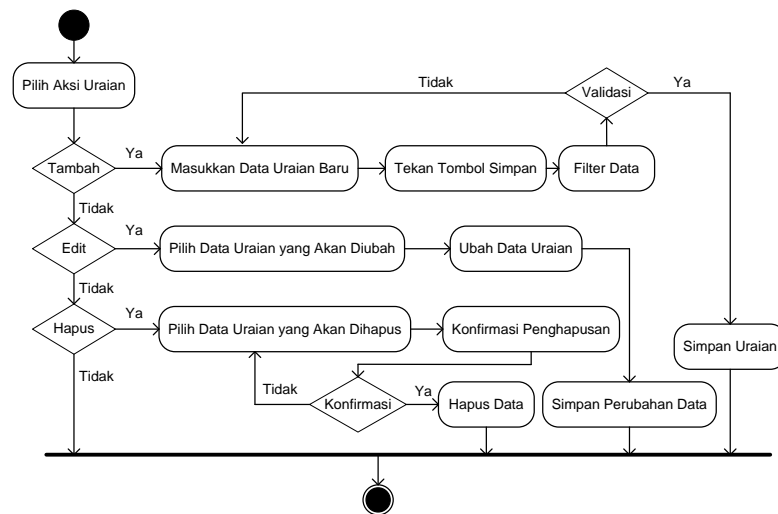 Pilih Aksi Uraian
Tidak
Validasi
Ya
Tambah
Ya
Masukkan Data Uraian Baru
Tekan Tombol Simpan
Filter Data
Tidak
Edit
Ya
Pilih Data Uraian yang Akan Diubah
Ubah Data Uraian
Tidak
Hapus
Ya
Pilih Data Uraian yang Akan Dihapus
Konfirmasi Penghapusan
Simpan Uraian
Tidak
Tidak
Konfirmasi
Ya
Hapus Data
Simpan Perubahan Data